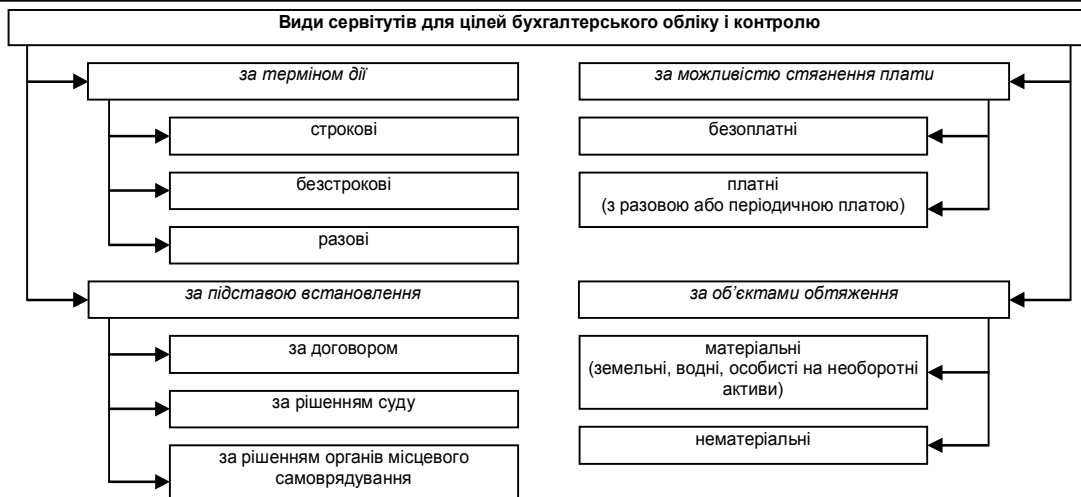 Види сервітутів для цілей бухгалтерського обліку і контролю
за терміном дії
строкові
безстрокові
разові
за підставою встановлення
за договором
за рішенням суду
за рішенням органів місцевого
самоврядування
за можливістю стягнення плати
безоплатні
платні
(з разовою або періодичною платою)
за об’єктами обтяження
матеріальні
(земельні, водні, особисті на необоротні
активи)
нематеріальні